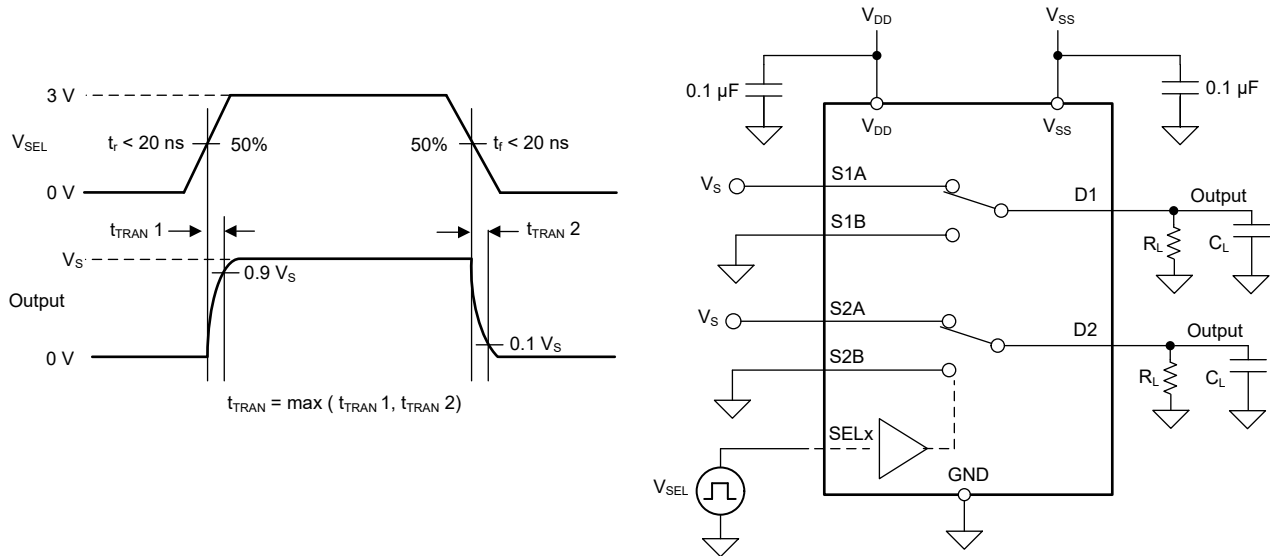 3 V
V_SEL
t_r < 20 ns
50%
50%
t_f < 20 ns
0 V
t_TRAN 1
t_TRAN 2
V_S
0.9 V_S
Output
0.1 V_S
0 V
t_TRAN = max ( t_TRAN 1, t_TRAN 2)
V_DD
V_SS
0.1 µF
0.1 µF
V_DD
V_SS
V_S
S1A
D1
Output
S1B
R_L
C_L
V_S
S2A
D2
Output
S2B
R_L
C_L
SELx
V_SEL
GND